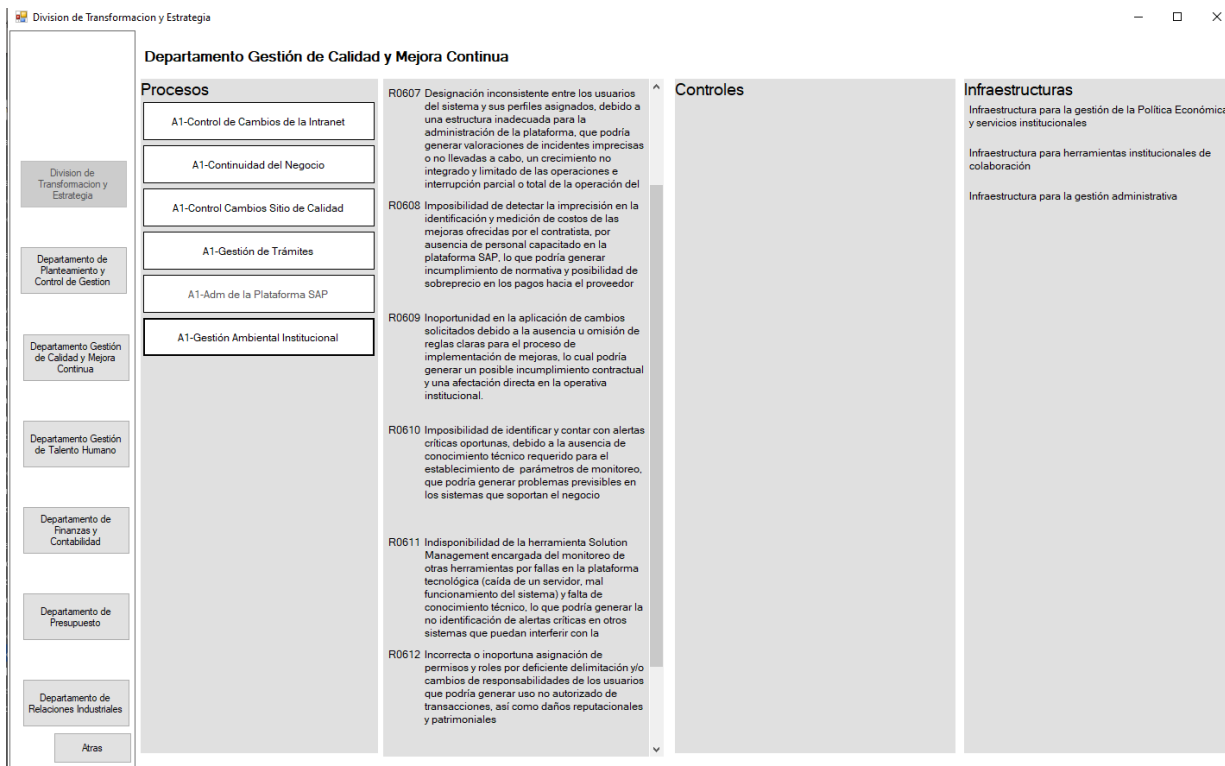 Division de Transformacion y Estrategia
Division de
Transformacion y
Estrategia
Departamento de
Planteamiento y
Control de Gestion
Departamento Gestión
de Calidad y Mejora
Continua
Departamento Gestión
de Talento Humano
Departamento de
Finanzas y
Contabilidad
Departamento de
Presupuesto
Departamento de
Relaciones Industriales
Atras
Departamento Gestión de Calidad y Mejora Continua
Procesos
A1-Control de Cambios de la Intranet
A1-Continuidad del Negocio
A1-Control Cambios Sitio de Calidad
A1-Gestión de Trámites
A1-Adm de la Plataforma SAP
A1-Gestión Ambiental Institucional
R0607 Designación inconsistente entre los usuarios
del sistema y sus perfiles asignados, debido a
una estructura inadecuada para la
administración de la plataforma, que podría
generar valoraciones de incidentes imprecisas
o no llevadas a cabo, un crecimiento no
integrado y limitado de las operaciones e
interrupción parcial o total de la operación del
R0608 Imposibilidad de detectar la imprecisión en la
identificación y medición de costos de las
mejoras ofrecidas por el contratista, por
ausencia de personal capacitado en la
plataforma SAP, lo que podría generar
incumplimiento de normativa y posibilidad de
sobreprecio en los pagos hacia el proveedor
R0609 Inoportunidad en la aplicación de cambios
solicitados debido a la ausencia u omisión de
reglas claras para el proceso de
implementación de mejoras, lo cual podría
generar un posible incumplimiento contractual
y una afectación directa en la operativa
institucional.
R0610 Imposibilidad de identificar y contar con alertas
críticas oportunas, debido a la ausencia de
conocimiento técnico requerido para el
establecimiento de parámetros de monitoreo,
que podría generar problemas previsibles en
los sistemas que soportan el negocio
R0611 Indisponibilidad de la herramienta Solution
Management encargada del monitoreo de
otras herramientas por fallas en la plataforma
tecnológica (caída de un servidor, mal
funcionamiento del sistema) y falta de
conocimiento técnico, lo que podría generar la
no identificación de alertas críticas en otros
sistemas que puedan interferir con la
R0612 Incorrecta o inoportuna asignación de
permisos y roles por deficiente delimitación y/o
cambios de responsabilidades de los usuarios
que podría generar uso no autorizado de
transacciones, así como daños reputacionales
y patrimoniales
Controles
Infraestructuras
Infraestructura para la gestión de la Política Económica
y servicios institucionales
Infraestructura para herramientas institucionales de
colaboración
Infraestructura para la gestión administrativa